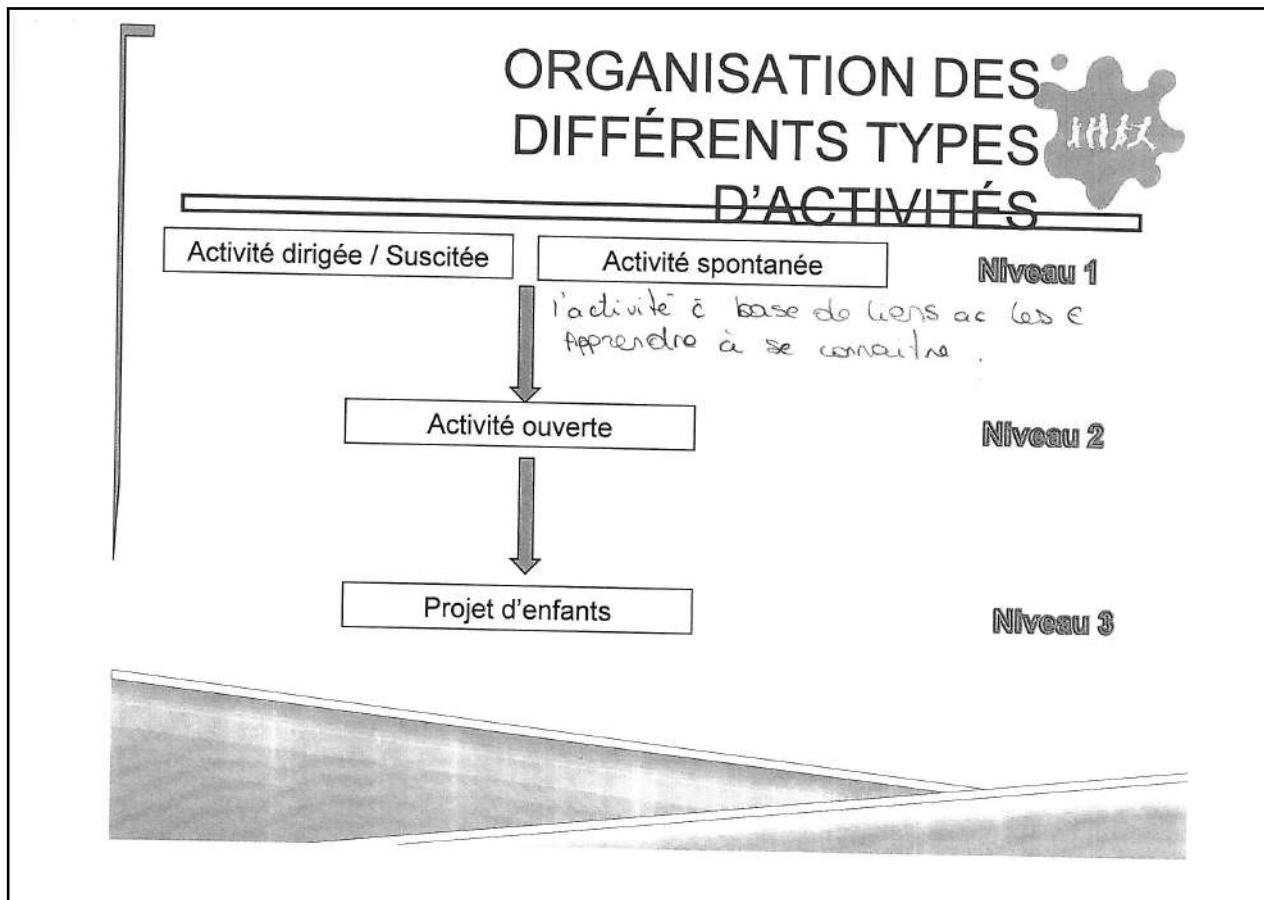 ORGANISATION DES
DIFFÉRENTS TYPES
D'ACTIVITÉS
Activité dirigée / Suscitée
Activité spontanée
Niveau 1
l'activité c̄ base de liens ac les €
Apprendre à se connaitre.
Activité ouverte
Niveau 2
Projet d'enfants
Niveau 3